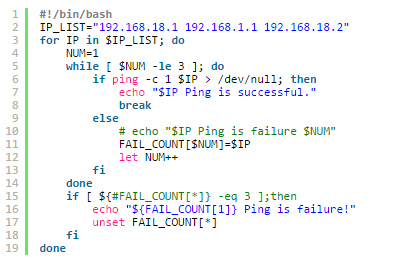 1 #!/bin/bash
2 IP_LIST="192.168.18.1 192.168.1.1 192.168.18.2"
3 for IP in $IP_LIST; do
4     NUM=1
5     while [ $NUM -le 3 ]; do
6         if ping -c 1 $IP > /dev/null; then
7             echo "$IP Ping is successful."
8             break
9         else
10             # echo "$IP Ping is failure $NUM"
11             FAIL_COUNT[$NUM]=$IP
12             let NUM++
13         fi
14     done
15     if [ ${#FAIL_COUNT[*]} -eq 3 ];then
16         echo "${FAIL_COUNT[1]} Ping is failure!"
17         unset FAIL_COUNT[*]
18     fi
19 done